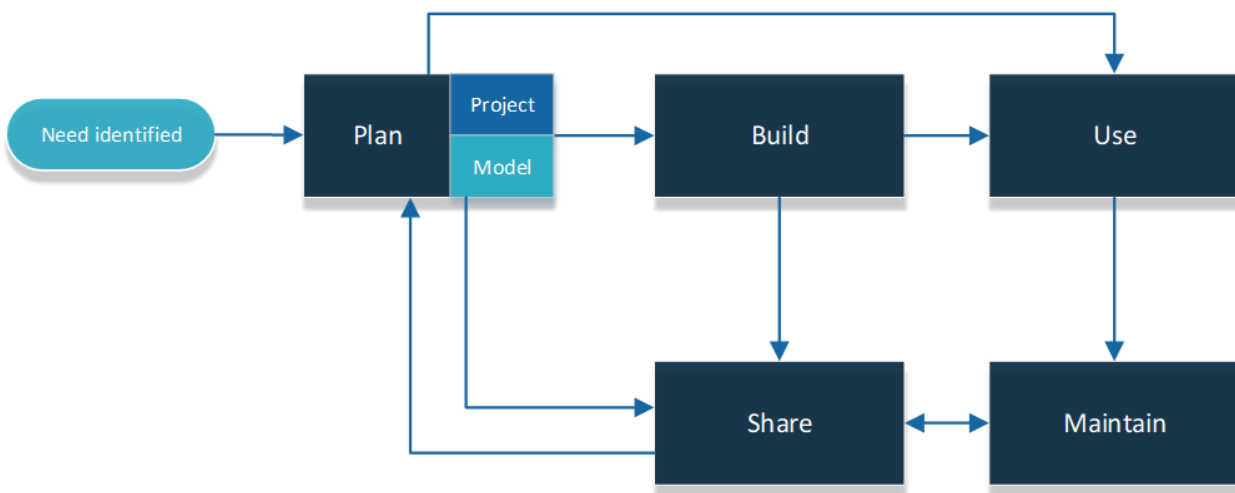 Need identified
Plan
Project
Model
Build
Use
Share
Maintain